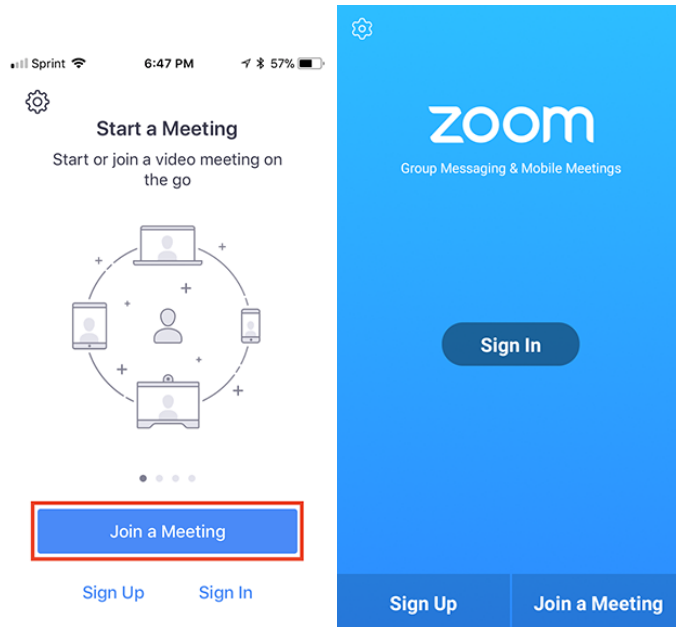 Sprint 6:47 PM 57%
Start a Meeting
Start or join a video meeting on
the go
Join a Meeting
Sign Up Sign In
zoom
Group Messaging & Mobile Meetings
Sign In
Sign Up Join a Meeting